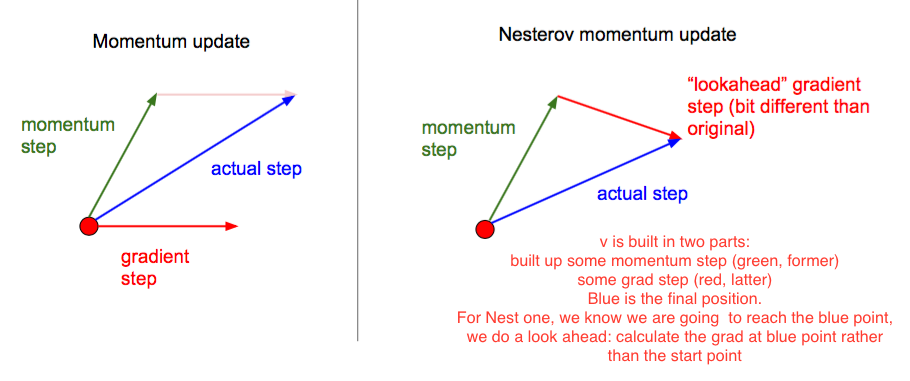 Momentum update
momentum
step
actual step
gradient
step
Nesterov momentum update
"lookahead" gradient
step (bit different than
original)
momentum
step
actual step
v is built in two parts:
built up some momentum step (green, former)
some grad step (red, latter)
Blue is the final position.
For Nest one, we know we are going  to reach the blue point,
we do a look ahead: calculate the grad at blue point rather
than the start point